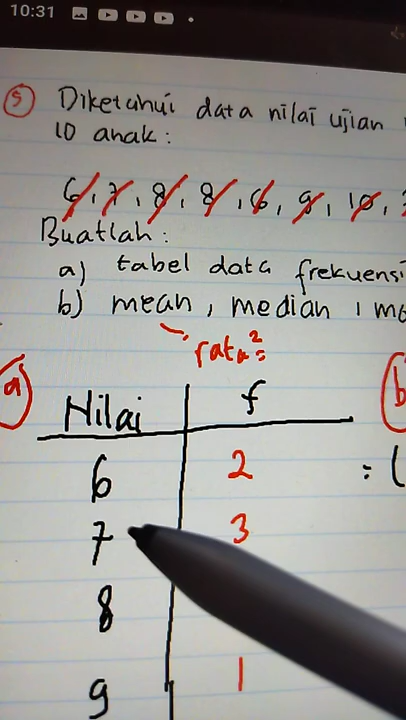 10:31
5 Diketahui data nilai ujian
10 anak :
6, 7, 8, 8, 6, 9, 10,
Buatlah :
a) tabel data frekuensi
b) mean, median,
rata²
a
b
Nilai f
6 2
7 3
8
9 1
= (